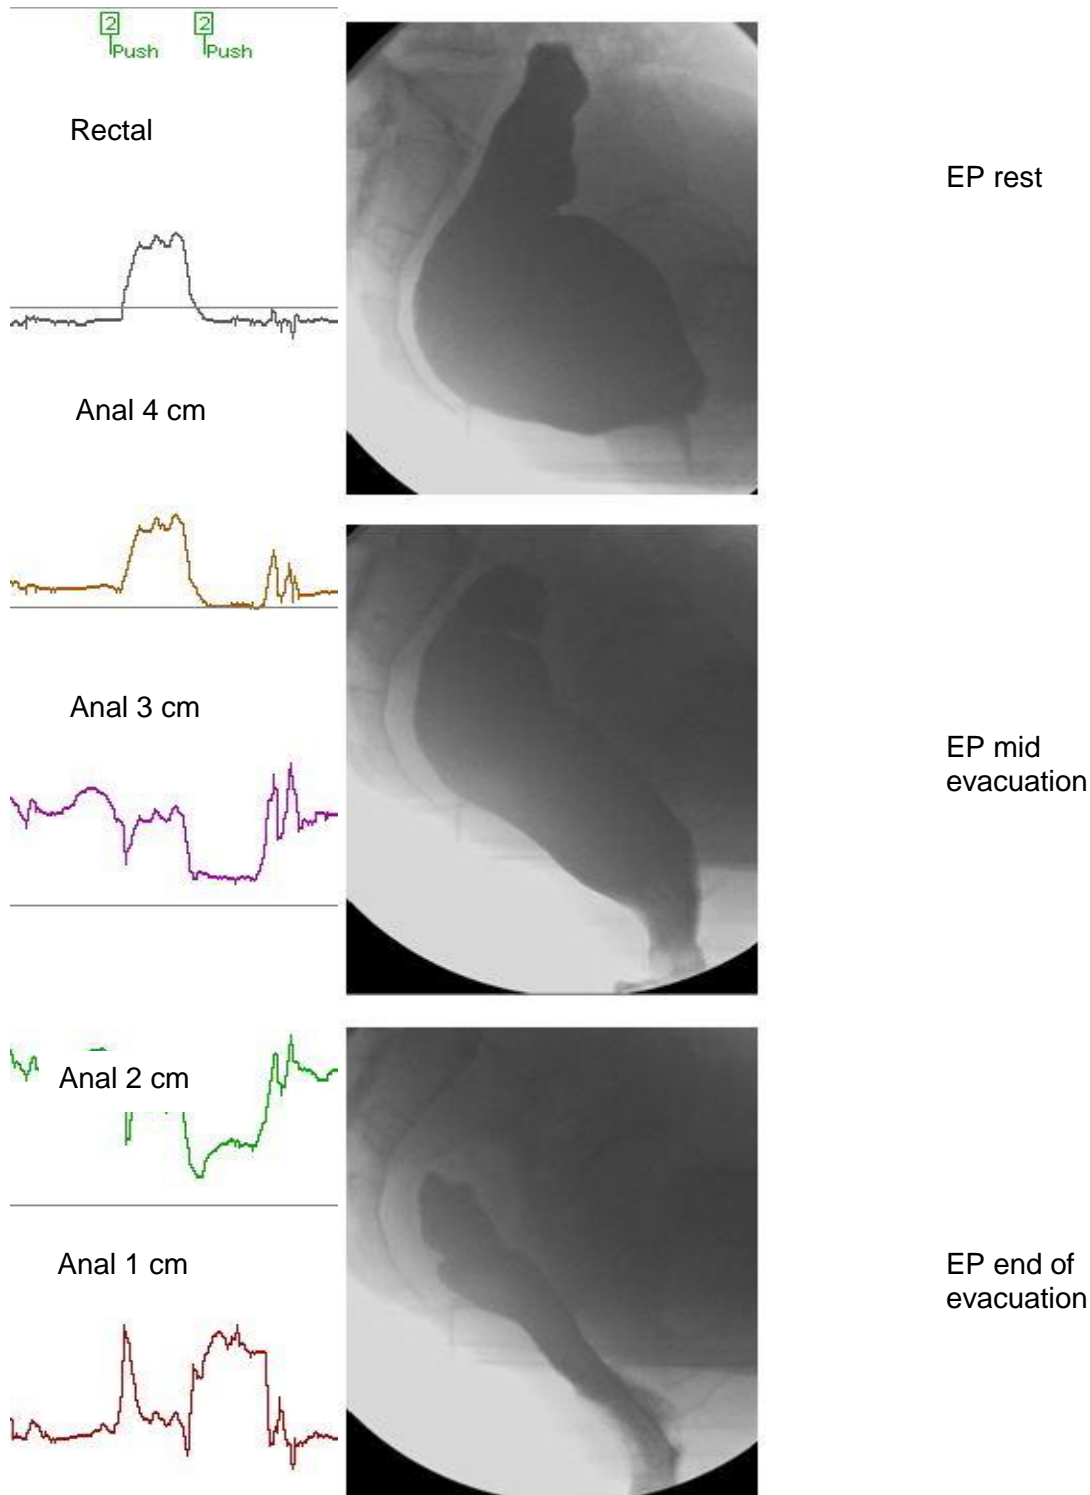 2 2
Push Push
Rectal
EP rest
Anal 4 cm
Anal 3 cm
EP mid
evacuation
Anal 2 cm
Anal 1 cm
EP end of
evacuation